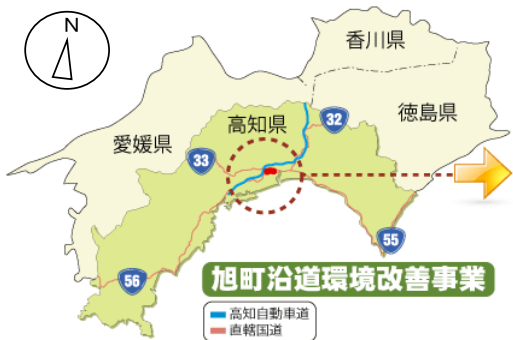 N
香川県
徳島県
高知県
愛媛県
32
33
55
56
旭町沿道環境改善事業
高知自動車道
直轄国道